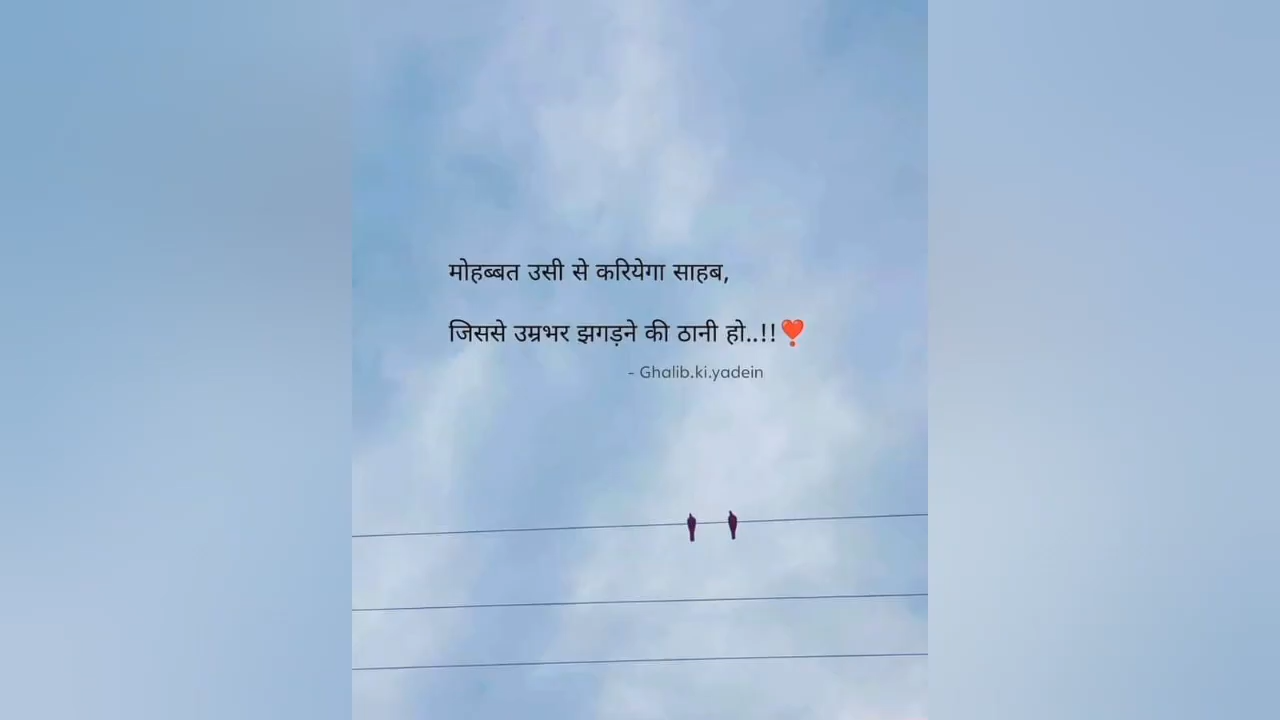 मोहब्बत उसी से करियेगा साहब,
जिससे उम्रभर झगड़ने की ठानी हो..!!❣️
- Ghalib.ki.yadein